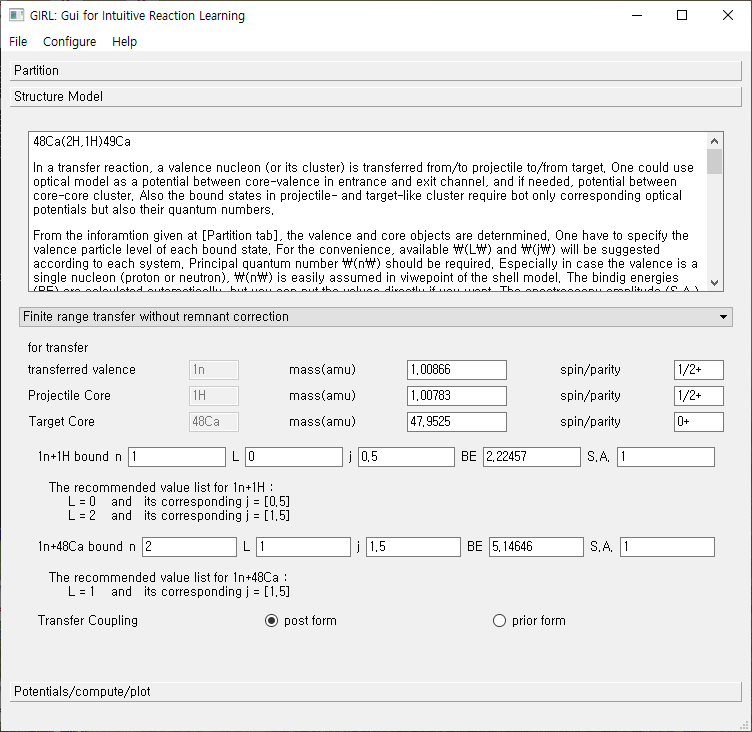 GIRL: Gui for Intuitive Reaction Learning
File Configure Help
Partition
Structure Model
48Ca(2H,1H)49Ca
In a transfer reaction, a valence nucleon (or its cluster) is transferred from/to projectile to/from target. One could use
optical model as a potential between core-valence in entrance and exit channel, and if needed, potential between
core-core cluster. Also the bound states in projectile- and target-like cluster require bot only corresponding optical
potentials but also their quantum numbers.
From the inforamtion given at [Partition tab], the valence and core objects are deternmined. One have to specify the
valence particle level of each bound state. For the convenience, available ₩(L₩) and ₩(j₩) will be suggested
according to each system. Principal quantum number ₩(n₩) should be required. Especially in case the valence is a
single nucleon (proton or neutron), ₩(n₩) is easily assumed in viwepoint of the shell model. The bindig energies
(BE) are calculated automatically, but you can put the values directly if you want. The spectroscopy amplitude (S.A.)
Finite range transfer without remnant correction
for transfer
transferred valence 1n mass(amu) 1.00866 spin/parity 1/2+
Projectile Core 1H mass(amu) 1.00783 spin/parity 1/2+
Target Core 48Ca mass(amu) 47.9525 spin/parity 0+
1n+1H bound n 1 L 0 j 0.5 BE 2.22457 S.A. 1
The recommended value list for 1n+1H :
L = 0 and its corresponding j = [0.5]
L = 2 and its corresponding j = [1.5]
1n+48Ca bound n 2 L 1 j 1.5 BE 5.14646 S.A. 1
The recommended value list for 1n+48Ca :
L = 1 and its corresponding j = [1.5]
Transfer Coupling post form prior form
Potentials/compute/plot